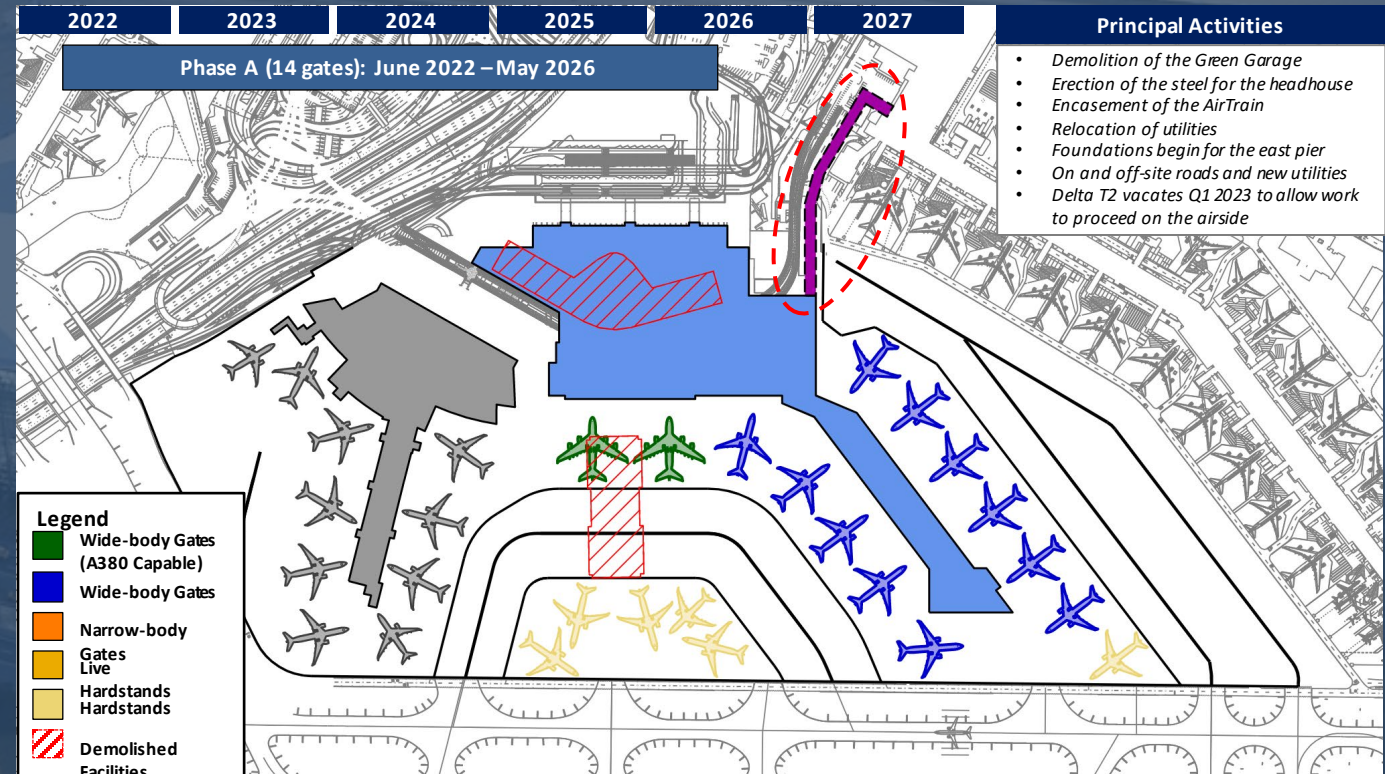 2022 2023 2024 2025 2026 2027
Phase A (14 gates): June 2022 – May 2026
Principal Activities
• Demolition of the Green Garage
• Erection of the steel for the headhouse
• Encasement of the AirTrain
• Relocation of utilities
• Foundations begin for the east pier
• On and off-site roads and new utilities
• Delta T2 vacates Q1 2023 to allow work
to proceed on the airside
Legend
Wide-body Gates
(A380 Capable)
Wide-body Gates
Narrow-body
Gates
Live
Hardstands
Hardstands
Demolished
Facilities